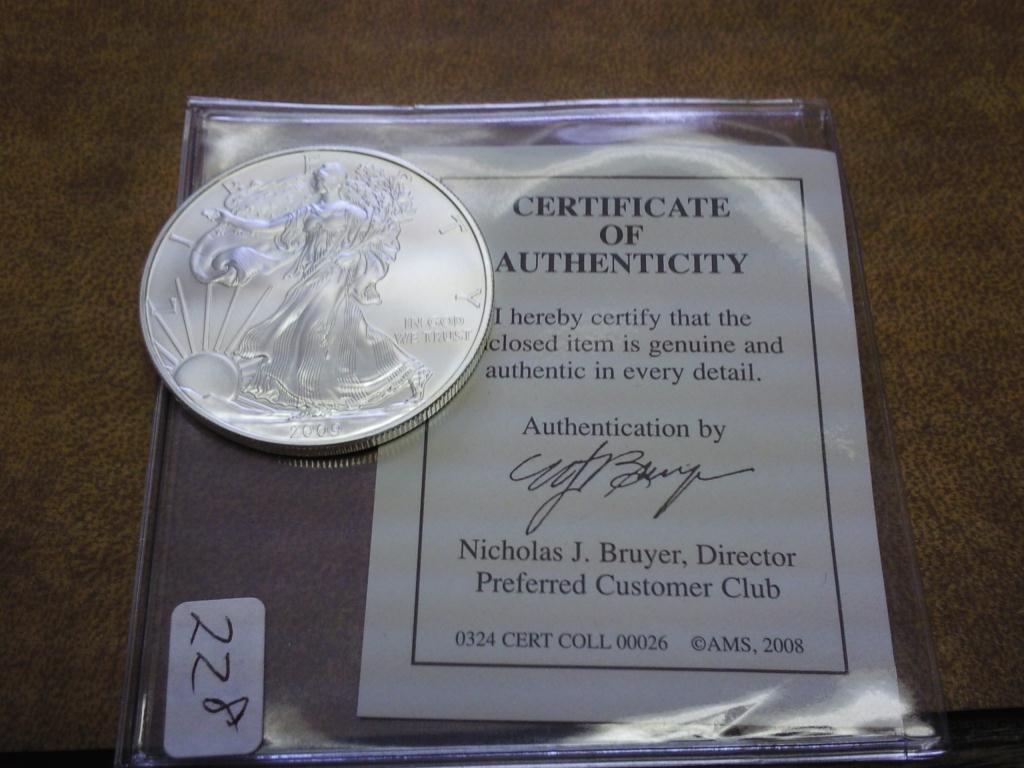 LIBERTY
IN GOD
WE TRUST
2009
CERTIFICATE
OF
AUTHENTICITY
I hereby certify that the
closed item is genuine and
authentic in every detail.
Authentication by
Nicholas J. Bruyer, Director
Preferred Customer Club
0324 CERT COLL 00026 ©AMS, 2008
228